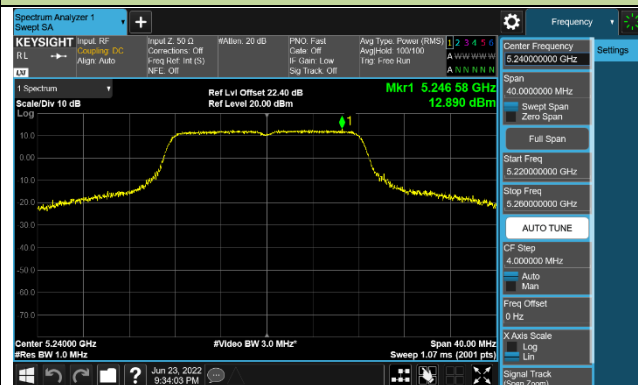 Spectrum Analyzer 1
Swept SA
Frequency
KEYSIGHT
RL
LXI
Input: RF
Coupling: DC
Align: Auto
Input Z: 50 Ω
Corrections: Off
Freq Ref: Int (S)
NFE: Off
#Atten: 20 dB
PNO: Fast
Gate: Off
IF Gain: Low
Sig Track: Off
Avg Type: Power (RMS)
Avg|Hold: 100/100
Trig: Free Run
1 2 3 4 5 6
A W W W W W
A N N N N N
1 Spectrum
Scale/Div 10 dB
Log
Ref Lvl Offset 22.40 dB
Ref Level 20.00 dBm
Mkr1 5.246 58 GHz
12.890 dBm
1
10.0
0.00
10.0
20.0
30.0
-40.0
-50.0
60.0
70.0
Center 5.24000 GHz
#Res BW 1.0 MHz
#Video BW 3.0 MHz*
Span 40.00 MHz
Sweep 1.07 ms (2001 pts)
Center Frequency
5.240000000 GHz
Settings
Span
40.0000000 MHz
Swept Span
Zero Span
Full Span
Start Freq
5.220000000 GHz
Stop Freq
5.260000000 GHz
AUTO TUNE
CF Step
4.000000 MHz
Auto
Man
Freq Offset
0 Hz
X Axis Scale
Log
Lin
Signal Track
(Span Zoom)
?
Jun 23, 2022
9:34:03 PM